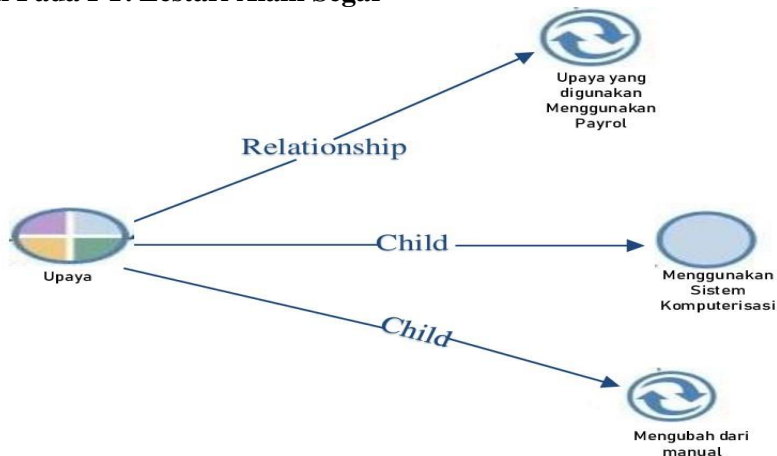 Pada PT. Lestari Alam Segar
Upaya yang
digunakan
Menggunakan
Payrol
Relationship
Upaya
Child
Menggunakan
Sistem
Komputerisasi
Child
Mengubah dari
manual